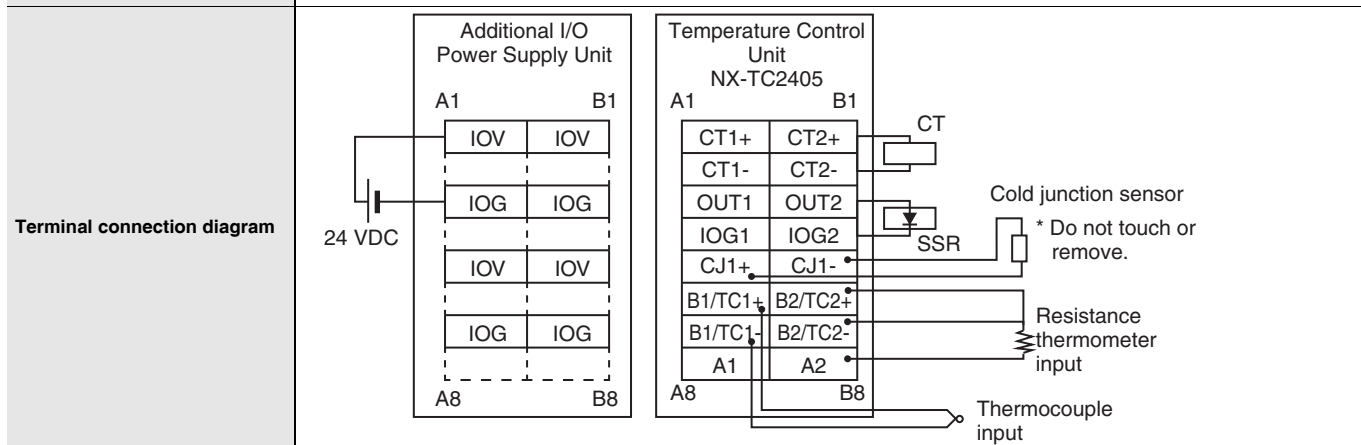 Terminal connection diagram
Additional I/O
Power Supply Unit
A1 B1
IOV IOV
IOG IOG
IOV IOV
IOG IOG
A8 B8
24 VDC
Temperature Control
Unit
NX-TC2405
A1 B1
CT1+ CT2+
CT1- CT2-
OUT1 OUT2
IOG1 IOG2
CJ1+ CJ1-
B1/TC1+ B2/TC2+
B1/TC1- B2/TC2-
A1 A2
A8 B8
CT
SSR
Cold junction sensor
* Do not touch or
remove.
Resistance
thermometer
input
Thermocouple
input